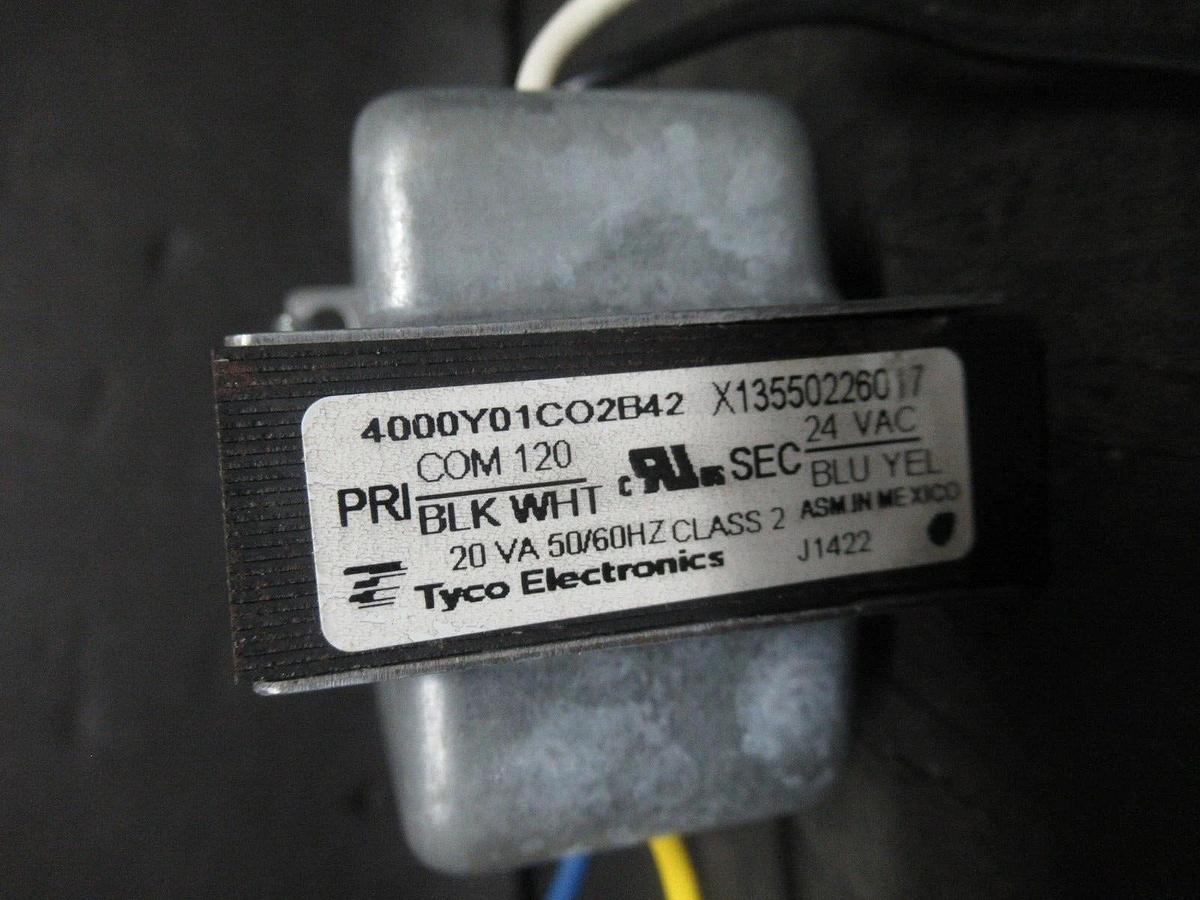 4000Y01CO2B42 X13550226017
PRI COM 120 SEC 24 VAC
BLK WHT BLU YEL
20 VA 50/60HZ CLASS 2 ASM.IN MEXICO
Tyco Electronics J1422